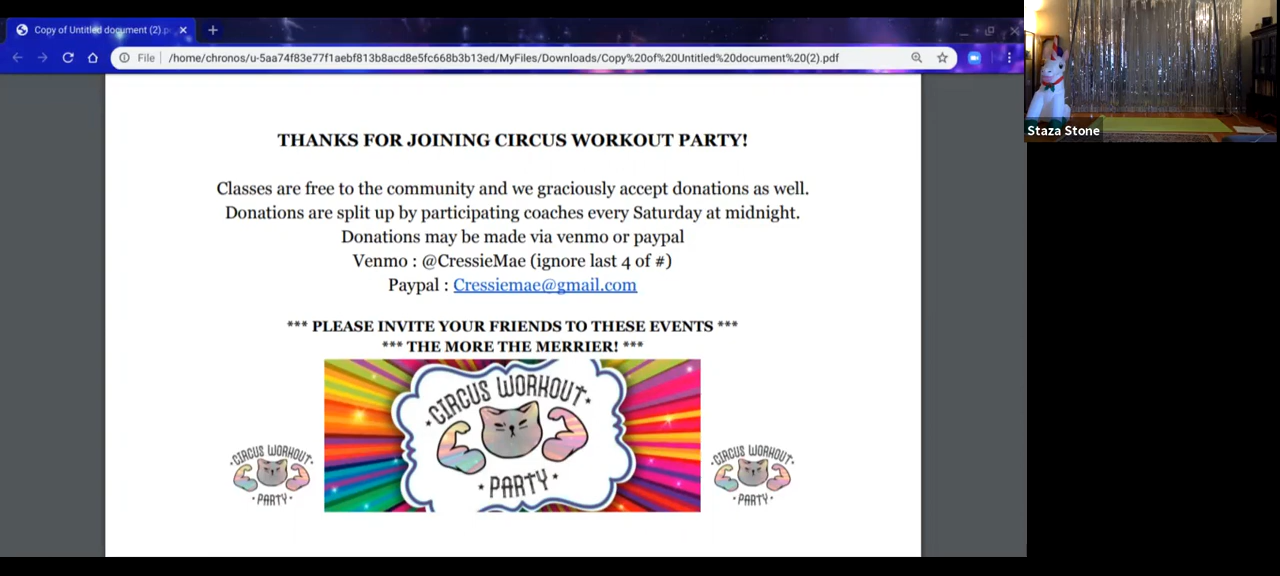 Copy of Untitled document (2).p
File
/home/chronos/u-5aa74f83e77f1aebf813b8acd8e5fc668b3b13ed/MyFiles/Downloads/Copy%20of%20Untitled%20document%20(2).pdf
Staza Stone
THANKS FOR JOINING CIRCUS WORKOUT PARTY!
Classes are free to the community and we graciously accept donations as well.
Donations are split up by participating coaches every Saturday at midnight.
Donations may be made via venmo or paypal
Venmo : @CressieMae (ignore last 4 of #)
Paypal : Cressiemae@gmail.com
*** PLEASE INVITE YOUR FRIENDS TO THESE EVENTS ***
*** THE MORE THE MERRIER! ***
CIRCUS WORKOUT
PARTY
CIRCUS WORKOUT
PARTY
CIRCUS WORKOUT
PARTY